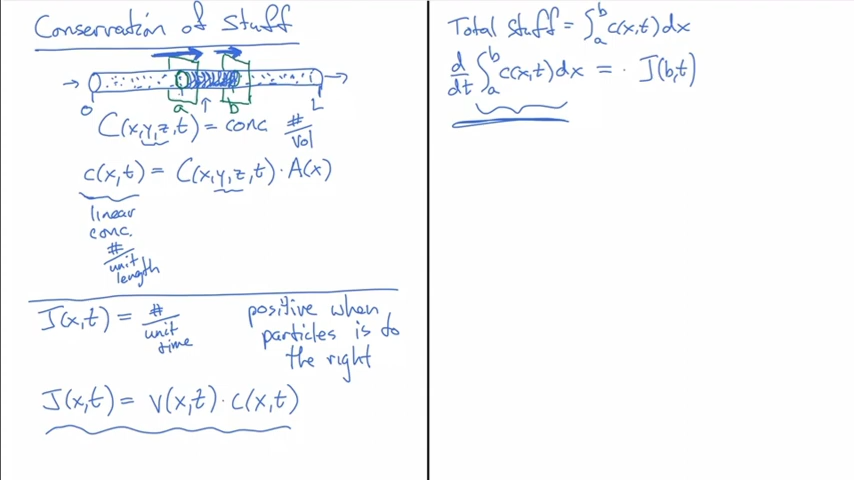 Conservation of Stuff
a b
0 L
C(x,y,z,t) = conc #/vol
c(x,t) = C(x,y,z,t) · A(x)
linear
conc.
#/unit length
J(x,t) = #/unit time
positive when
particles is to
the right
J(x,t) = v(x,t) · c(x,t)
Total stuff = ∫_a^b c(x,t) dx
d/dt ∫_a^b c(x,t) dx = · J(b,t)